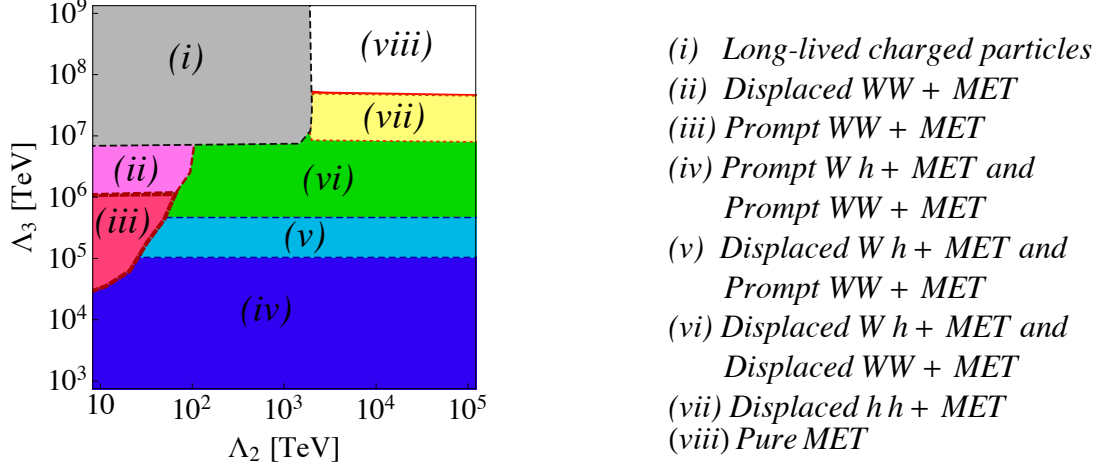 10⁹
10⁸
10⁷
10⁶
10⁵
10⁴
10³
Λ₃ [TeV]
(i)
(viii)
(vii)
(ii)
(vi)
(iii)
(v)
(iv)
10 10² 10³ 10⁴ 10⁵
Λ₂ [TeV]
(i) Long-lived charged particles
(ii) Displaced WW + MET
(iii) Prompt WW + MET
(iv) Prompt W h + MET and
Prompt WW + MET
(v) Displaced W h + MET and
Prompt WW + MET
(vi) Displaced W h + MET and
Displaced WW + MET
(vii) Displaced h h + MET
(viii) Pure MET